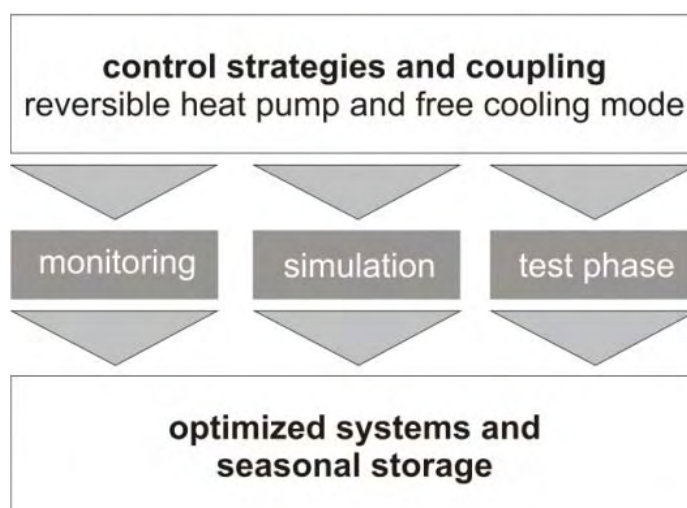 control strategies and coupling
reversible heat pump and free cooling mode
monitoring
simulation
test phase
optimized systems and
seasonal storage